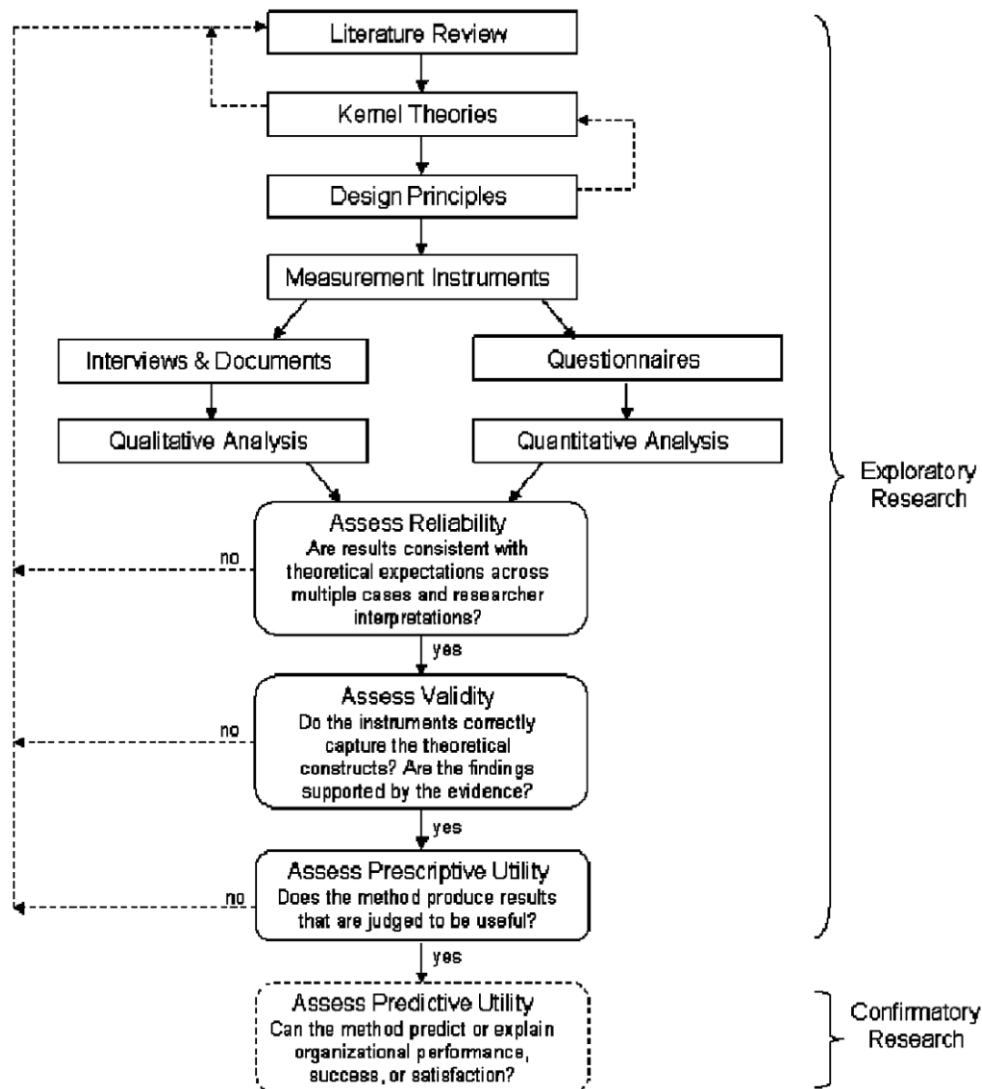 Literature Review
Kernel Theories
Design Principles
Measurement Instruments
Interviews & Documents
Questionnaires
Qualitative Analysis
Quantitative Analysis
Exploratory
Research
Assess Reliability
Are results consistent with
theoretical expectations across
multiple cases and researcher
interpretations?
no
yes
Assess Validity
Do the instruments correctly
capture the theoretical
constructs? Are the findings
supported by the evidence?
no
yes
Assess Prescriptive Utility
Does the method produce results
that are judged to be useful?
no
yes
Assess Predictive Utility
Can the method predict or explain
organizational performance,
success, or satisfaction?
Confirmatory
Research